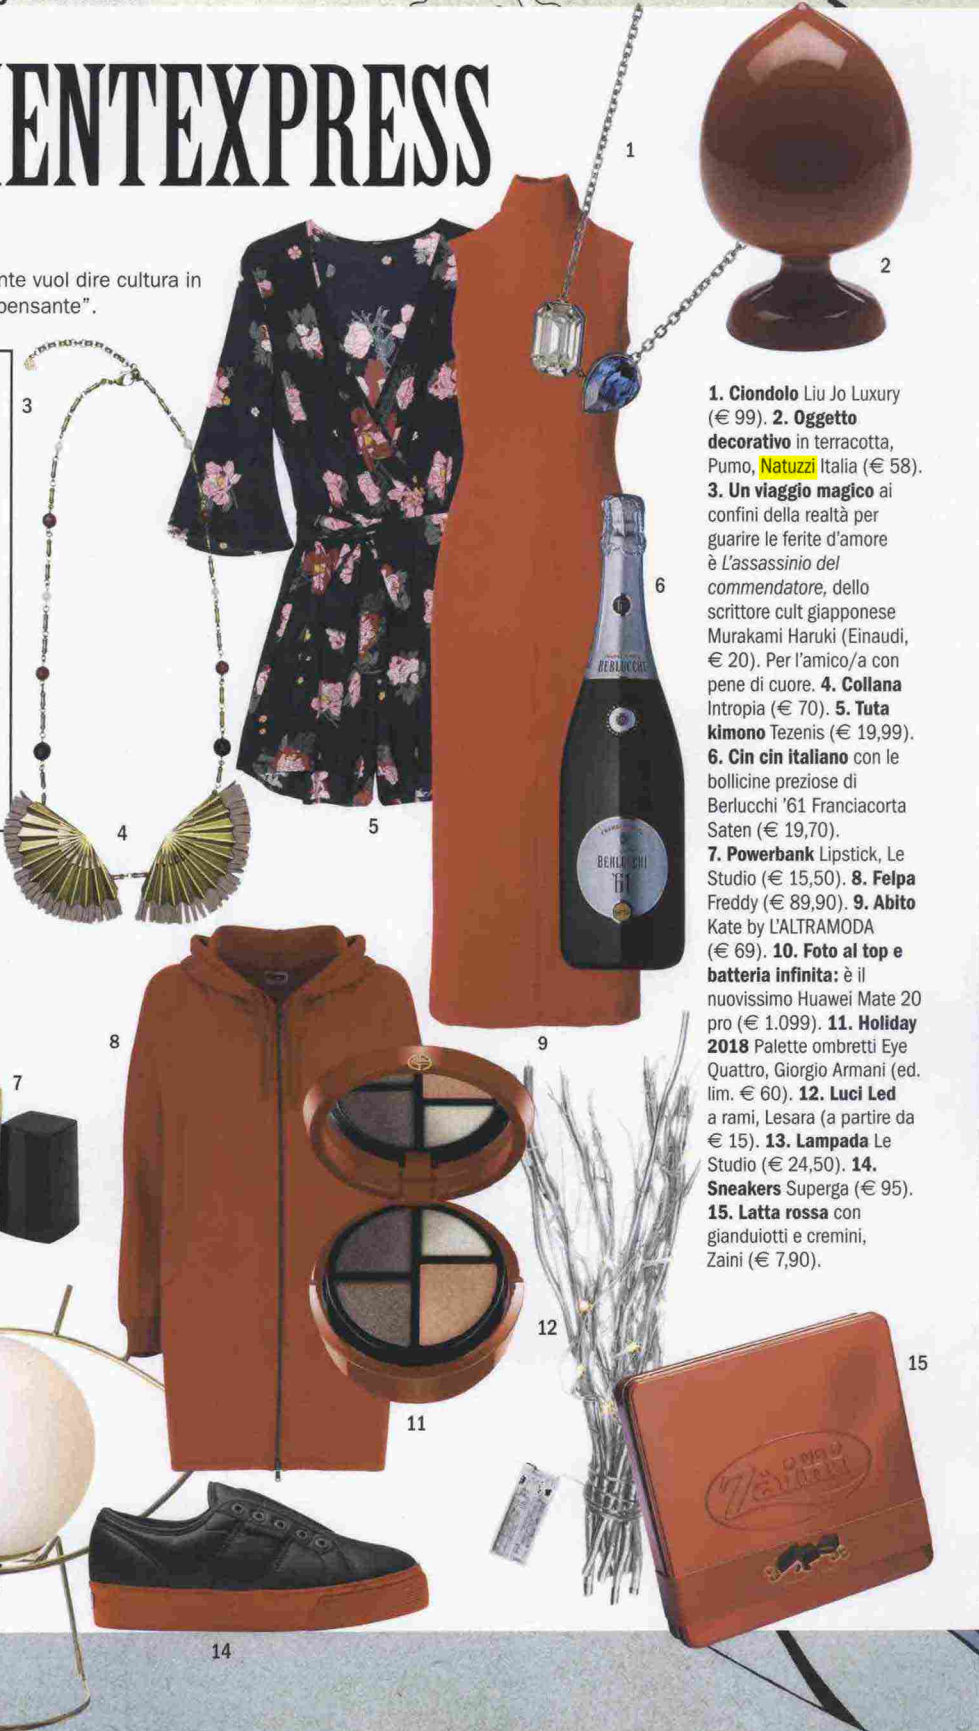 ENTEXPRESS
nte vuol dire cultura in
pensante”.
1
2
3
4
5
6
7
8
9
11
12
14
15
1. Ciondolo Liu Jo Luxury
(€ 99). 2. Oggetto
decorativo in terracotta,
Pumo, Natuzzi Italia (€ 58).
3. Un viaggio magico ai
confini della realtà per
guarire le ferite d'amore
è L'assassinio del
commendatore, dello
scrittore cult giapponese
Murakami Haruki (Einaudi,
€ 20). Per l'amico/a con
pene di cuore. 4. Collana
Intropia (€ 70). 5. Tuta
kimono Tezenis (€ 19,99).
6. Cin cin italiano con le
bollicine preziose di
Berlucchi '61 Franciacorta
Saten (€ 19,70).
7. Powerbank Lipstick, Le
Studio (€ 15,50). 8. Felpa
Freddy (€ 89,90). 9. Abito
Kate by L'ALTRAMODA
(€ 69). 10. Foto al top e
batteria infinita: è il
nuovissimo Huawei Mate 20
pro (€ 1.099). 11. Holiday
2018 Palette ombretti Eye
Quattro, Giorgio Armani (ed.
lim. € 60). 12. Luci Led
a rami, Lesara (a partire da
€ 15). 13. Lampada Le
Studio (€ 24,50). 14.
Sneakers Superga (€ 95).
15. Latta rossa con
gianduiotti e cremini,
Zaini (€ 7,90).
BERLUCCHI
BERLUCCHI
'61
Zaini